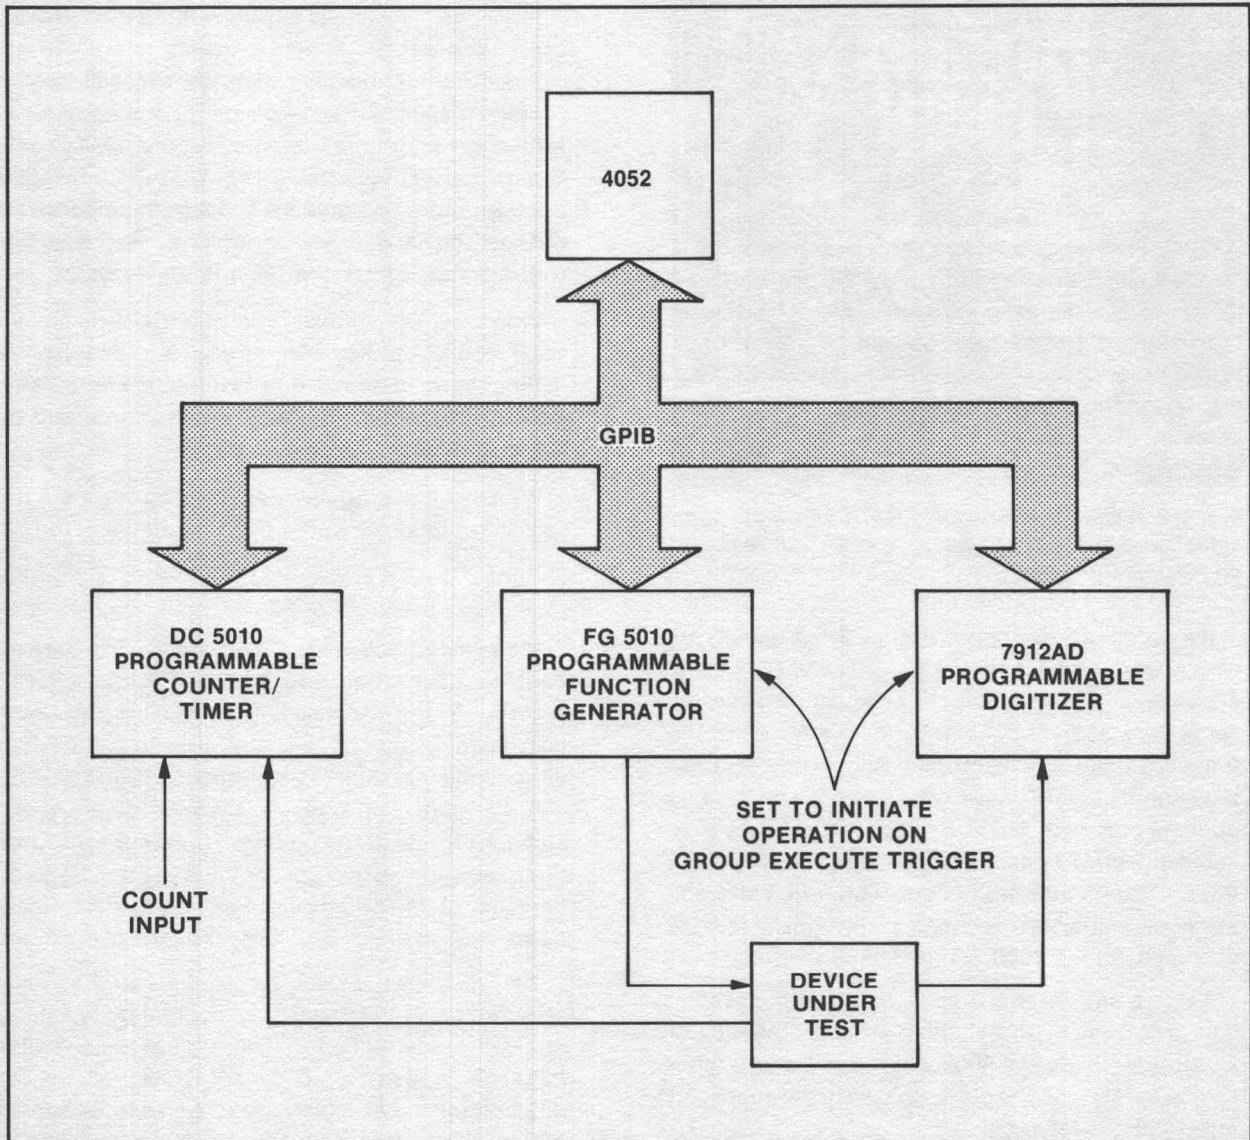 4052
GPIB
DC 5010
PROGRAMMABLE
COUNTER/
TIMER
FG 5010
PROGRAMMABLE
FUNCTION
GENERATOR
7912AD
PROGRAMMABLE
DIGITIZER
SET TO INITIATE
OPERATION ON
GROUP EXECUTE TRIGGER
COUNT
INPUT
DEVICE
UNDER
TEST